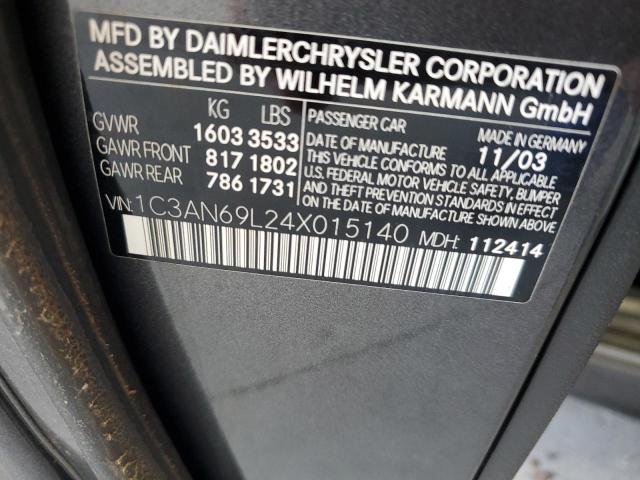 MFD BY DAIMLERCHRYSLER CORPORATION
ASSEMBLED BY WILHELM KARMANN GmbH
KG LBS
GVWR 1603 3533
GAWR FRONT 817 1802
GAWR REAR 786 1731
PASSENGER CAR MADE IN GERMANY
DATE OF MANUFACTURE 11/03
THIS VEHICLE CONFORMS TO ALL APPLICABLE
U.S. FEDERAL MOTOR VEHICLE SAFETY, BUMPER,
AND THEFT PREVENTION STANDARDS IN EFFECT
ON THE DATE OF MANUFACTURE SHOWN ABOVE
VIN: 1C3AN69L24X015140 MDH: 112414